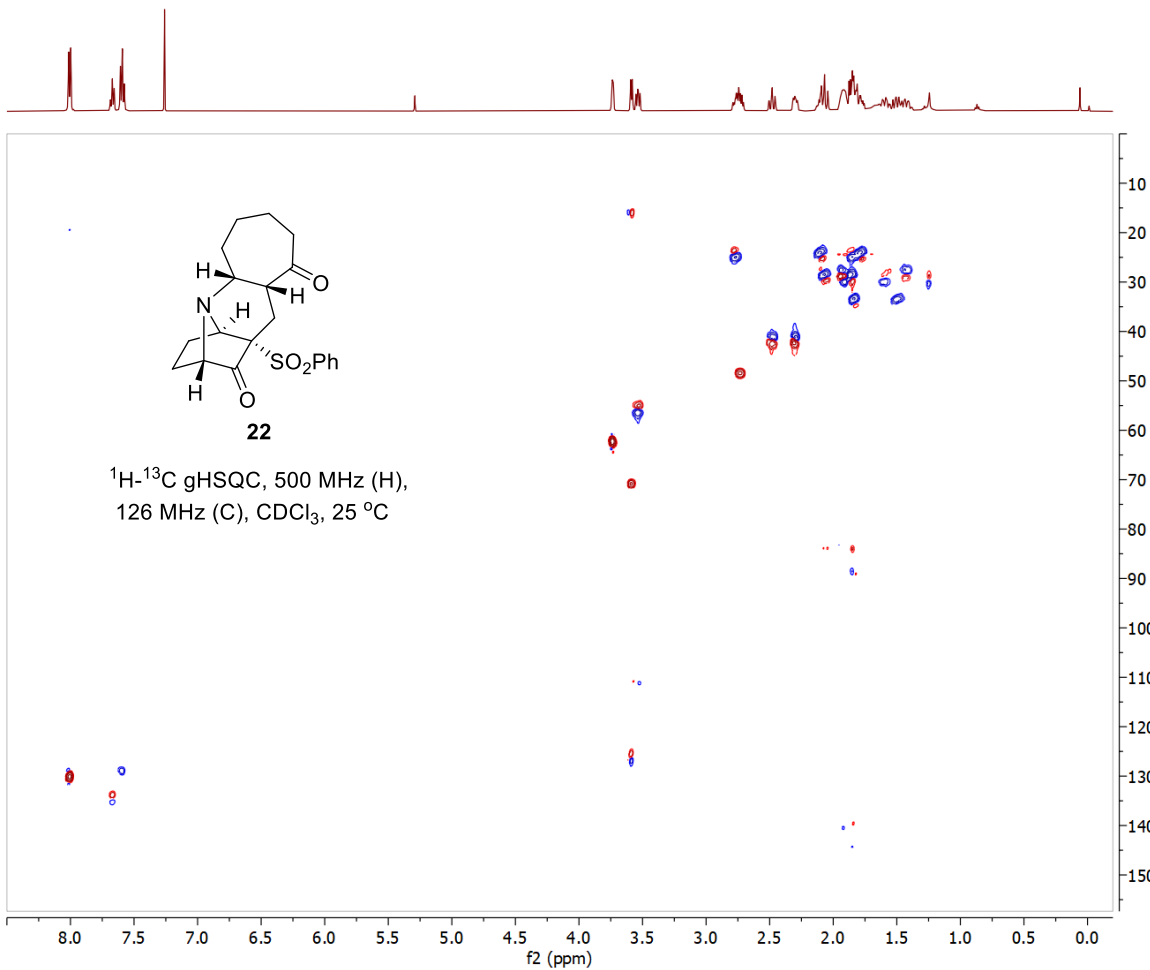 10
20
30
40
50
60
70
80
90
100
110
120
130
140
150
H
O
H
N
H
SO2Ph
H
O
22
1H-13C gHSQC, 500 MHz (H),
126 MHz (C), CDCl3, 25 oC
8.0 7.5 7.0 6.5 6.0 5.5 5.0 4.5 4.0 3.5 3.0 2.5 2.0 1.5 1.0 0.5 0.0
f2 (ppm)